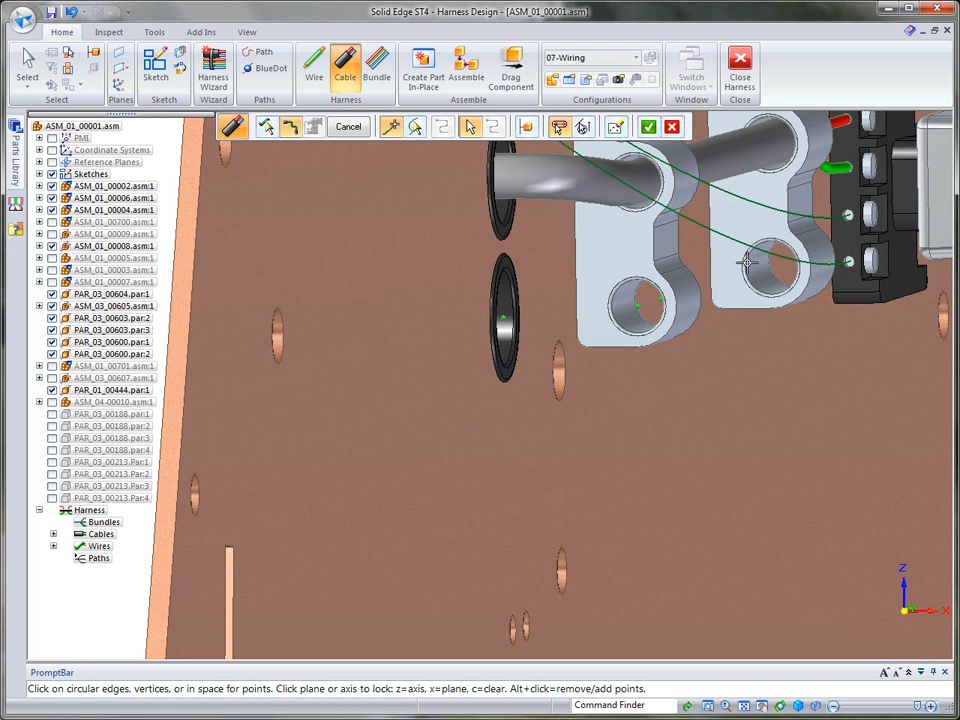 Solid Edge ST4 - Harness Design - [ASM_01_00001.asm]
Home Inspect Tools Add Ins View
Select
Sketch
Harness Wizard
Path
BlueDot
Wire
Cable
Bundle
Create Part In-Place
Assemble
Drag Component
07-Wiring
Switch Windows
Close Harness
Select Planes Sketch Wizard Paths Harness Assemble Configurations Window Close
Cancel
Parts Library
ASM_01_00001.asm
PMI
Coordinate Systems
Reference Planes
Sketches
ASM_01_00002.asm:1
ASM_01_00006.asm:1
ASM_01_00004.asm:1
ASM_01_00700.asm:1
ASM_01_00009.asm:1
ASM_01_00008.asm:1
ASM_01_00005.asm:1
ASM_01_00003.asm:1
ASM_01_00007.asm:1
PAR_03_00604.par:1
ASM_03_00605.asm:1
PAR_03_00603.par:2
PAR_03_00603.par:3
PAR_03_00600.par:1
PAR_03_00600.par:2
ASM_01_00701.asm:1
ASM_03_00607.asm:1
PAR_01_00444.par:1
ASM_04-00010.asm:1
PAR_03_00188.par:1
PAR_03_00188.par:2
PAR_03_00188.par:3
PAR_03_00188.par:4
PAR_03_00213.Par:1
PAR_03_00213.Par:2
PAR_03_00213.Par:3
PAR_03_00213.Par:4
Harness
Bundles
Cables
Wires
Paths
Z
X
PromptBar
Click on circular edges, vertices, or in space for points. Click plane or axis to lock: z=axis, x=plane, c=clear. Alt+click=remove/add points.
Command Finder